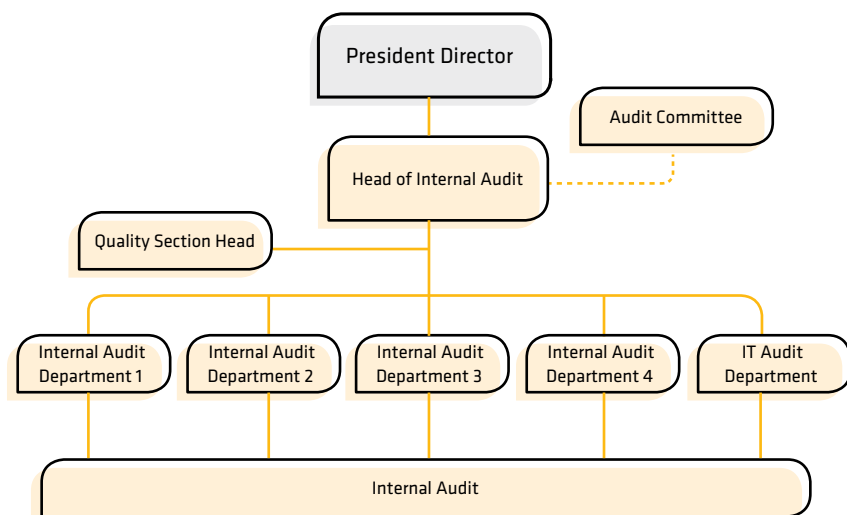 President Director
Audit Committee
Head of Internal Audit
Quality Section Head
Internal Audit
Department 1
Internal Audit
Department 2
Internal Audit
Department 3
Internal Audit
Department 4
IT Audit
Department
Internal Audit